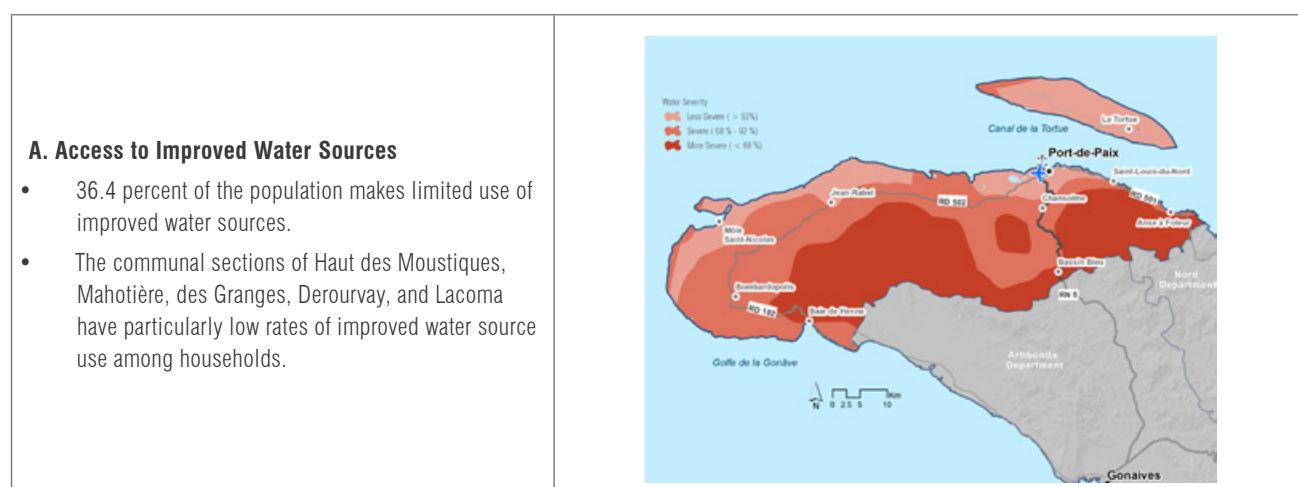 A. Access to Improved Water Sources
• 36.4 percent of the population makes limited use of
improved water sources.
• The communal sections of Haut des Moustiques,
Mahotière, des Granges, Derourvay, and Lacoma
have particularly low rates of improved water source
use among households.
Water Severity
Less Severe ( > 92%)
Severe ( 68 % - 92 %)
More Severe ( < 68 %)
Canal de la Tortue
La Tortue
Port-de-Paix
Saint-Louis-du-Nord
Jean-Rabel
RD 502
Chansolme
RD 501
Anse à Foleur
Môle
Saint-Nicolas
Bassin Bleu
Nord
Department
Bombardopolis
RN 5
RD 102
Baie de Henne
Artibonite
Department
Golfe de la Gonâve
N
0 2.5 5 10
Km
Gonaives